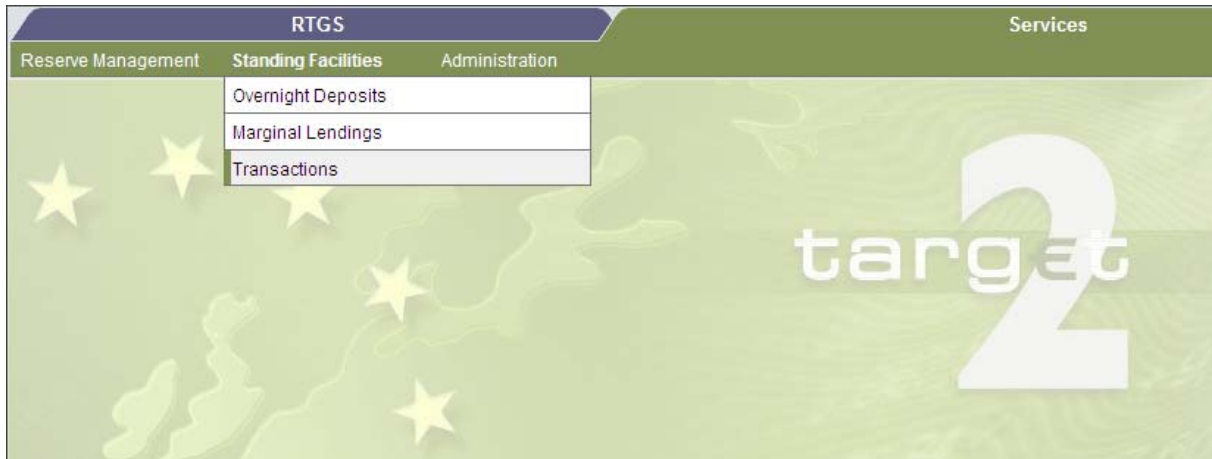 RTGS Services
Reserve Management Standing Facilities Administration
Overnight Deposits
Marginal Lendings
Transactions
target
2